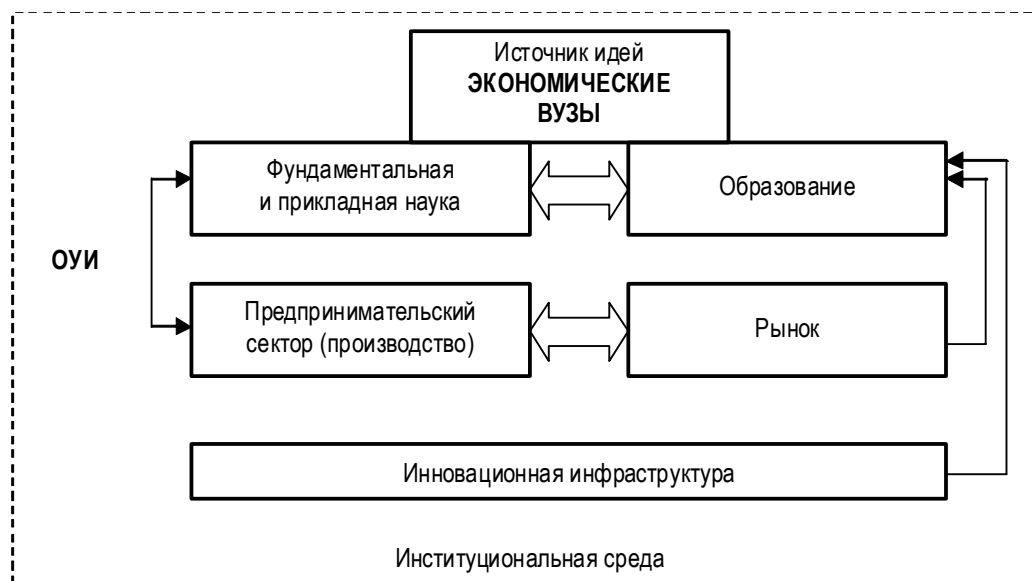 Источник идей
ЭКОНОМИЧЕСКИЕ
ВУЗЫ
Фундаментальная
и прикладная наука
Образование
ОУИ
Предпринимательский
сектор (производство)
Рынок
Инновационная инфраструктура
Институциональная среда